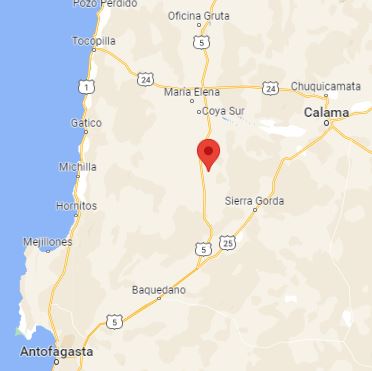 Pozo Perdido
Oficina Gruta
5
Tocopilla
24
1
24
Chuquicamata
María Elena
Coya Sur
Calama
Gatico
Michilla
Sierra Gorda
Hornitos
Mejillones
5
25
Baquedano
5
Antofagasta